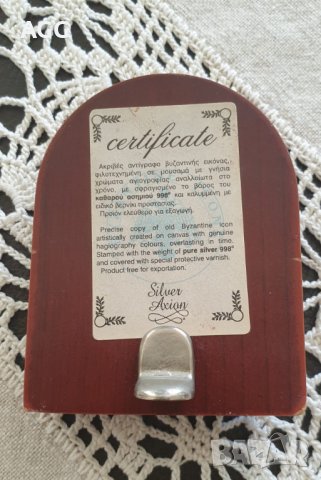 AGC
certificate
Ακριβές αντίγραφο βυζαντινής εικόνας,
φιλοτεχνημένη σε μουσαμά με γνήσια
χρώματα αγιογραφίας αναλλοίωτα στο
χρόνο, με σφραγισμένο το βάρος του
καθαρού ασημιού 998° και καλυμμένη με
ειδικό βερνίκι προστασίας.
Προϊόν ελεύθερο για εξαγωγή.
Precise copy of old Byzantine icon
artistically created on canvas with genuine
hagiography colours, overlasting in time.
Stamped with the weight of pure silver 998°
and covered with special protective varnish.
Product free for exportation.
Silver
Axion
BAZAR